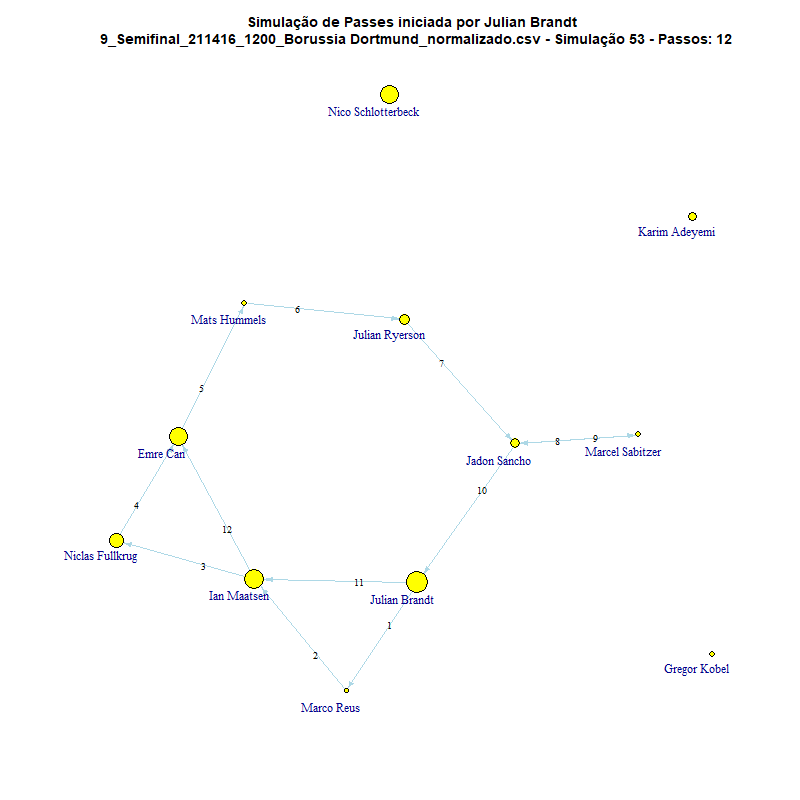 Simulação de Passes iniciada por Julian Brandt
9_Semifinal_211416_1200_Borussia Dortmund_normalizado.csv - Simulação 53 - Passos: 12
Nico Schlotterbeck
Karim Adeyemi
6
Mats Hummels
Julian Ryerson
7
5
8
9
Emre Can
Jadon Sancho
Marcel Sabitzer
10
4
12
Niclas Fullkrug
3
11
Ian Maatsen
Julian Brandt
1
2
Gregor Kobel
Marco Reus